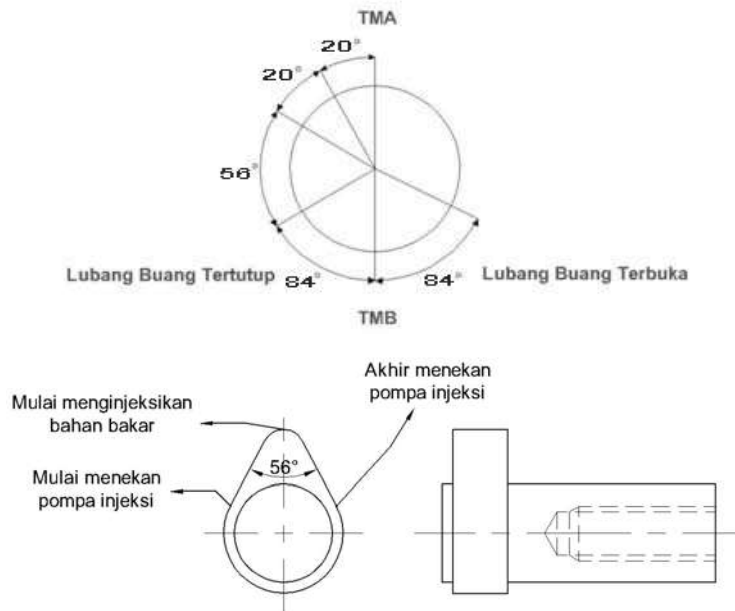 TMA
20°
20°
56°
Lubang Buang Tertutup
84°
84°
Lubang Buang Terbuka
TMB
Mulai menginjeksikan
bahan bakar
Akhir menekan
pompa injeksi
56°
Mulai menekan
pompa injeksi